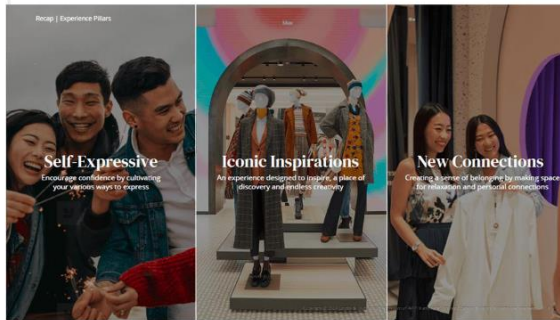 Recap | Experience Pillars
Self-Expressive
Encourage confidence by cultivating
your various ways to express
Iconic Inspirations
An experience designed to inspire, a place of
discovery and endless creativity
New Connections
Creating a sense of belonging by making space
for relaxation and personal connections